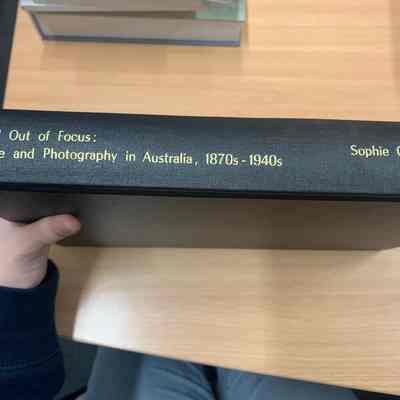 Out of Focus:
and Photography in Australia, 1870s-1940s
Sophie